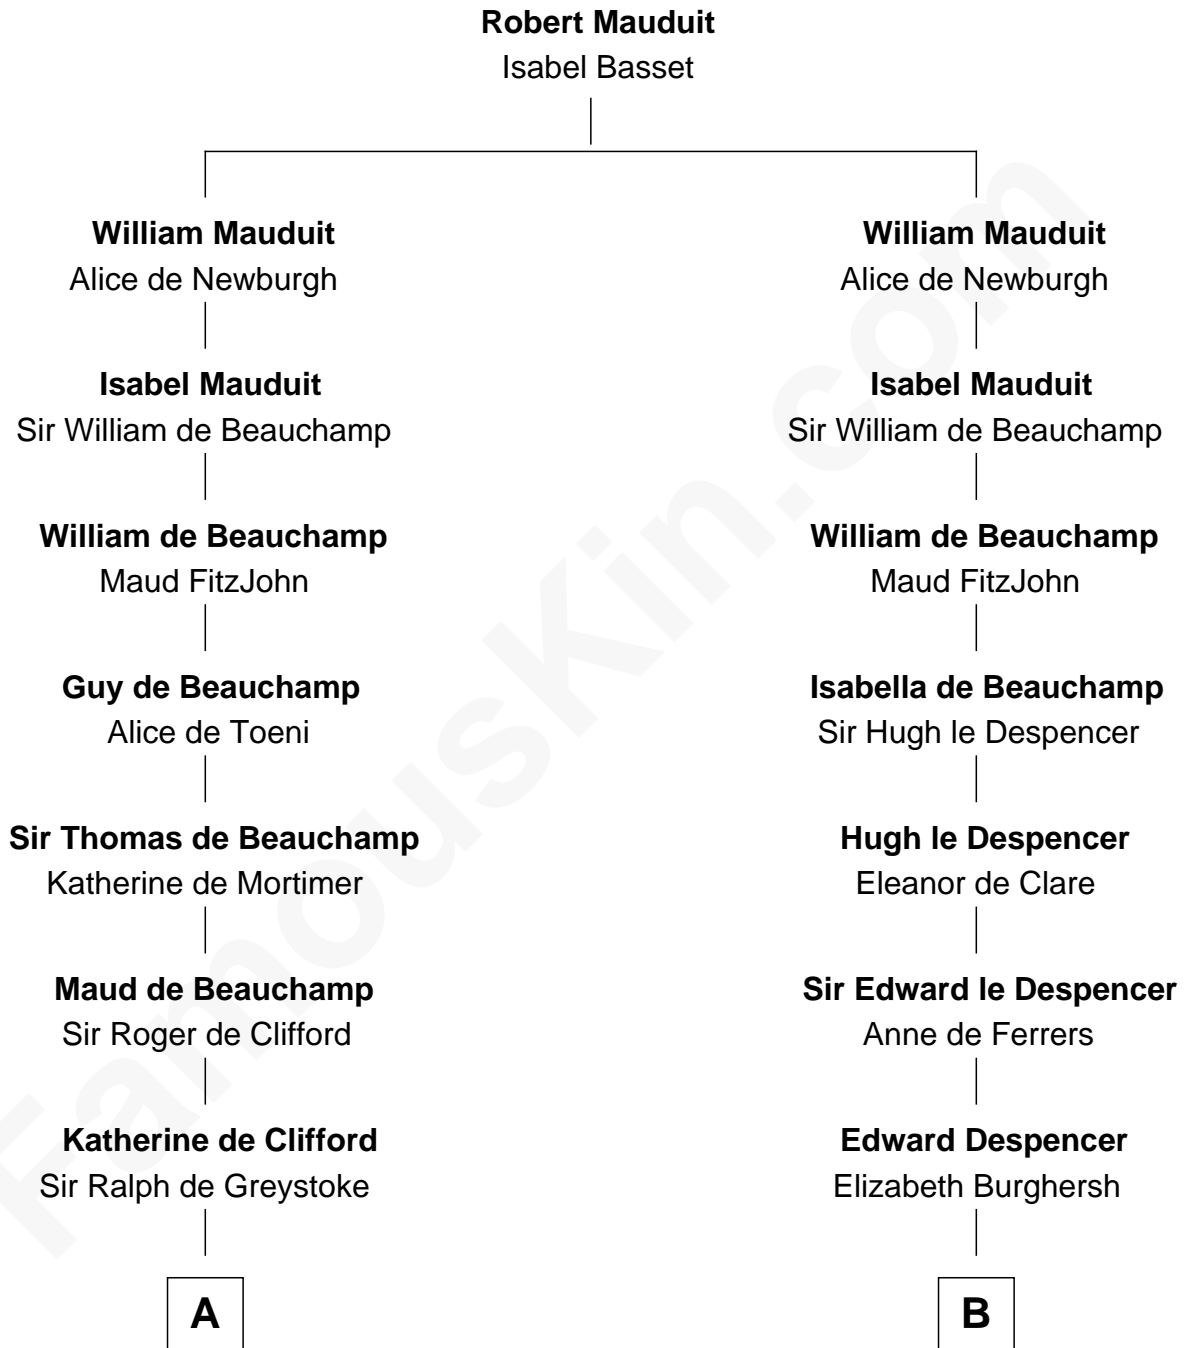 Robert Mauduit
Isabel Basset
William Mauduit
Alice de Newburgh
William Mauduit
Alice de Newburgh
Isabel Mauduit
Sir William de Beauchamp
Isabel Mauduit
Sir William de Beauchamp
William de Beauchamp
Maud FitzJohn
William de Beauchamp
Maud FitzJohn
Guy de Beauchamp
Alice de Toeni
Isabella de Beauchamp
Sir Hugh le Despencer
Sir Thomas de Beauchamp
Katherine de Mortimer
Hugh le Despencer
Eleanor de Clare
Maud de Beauchamp
Sir Roger de Clifford
Sir Edward le Despencer
Anne de Ferrers
Katherine de Clifford
Sir Ralph de Greystoke
Edward Despencer
Elizabeth Burghersh
A
B
FamousKin.com